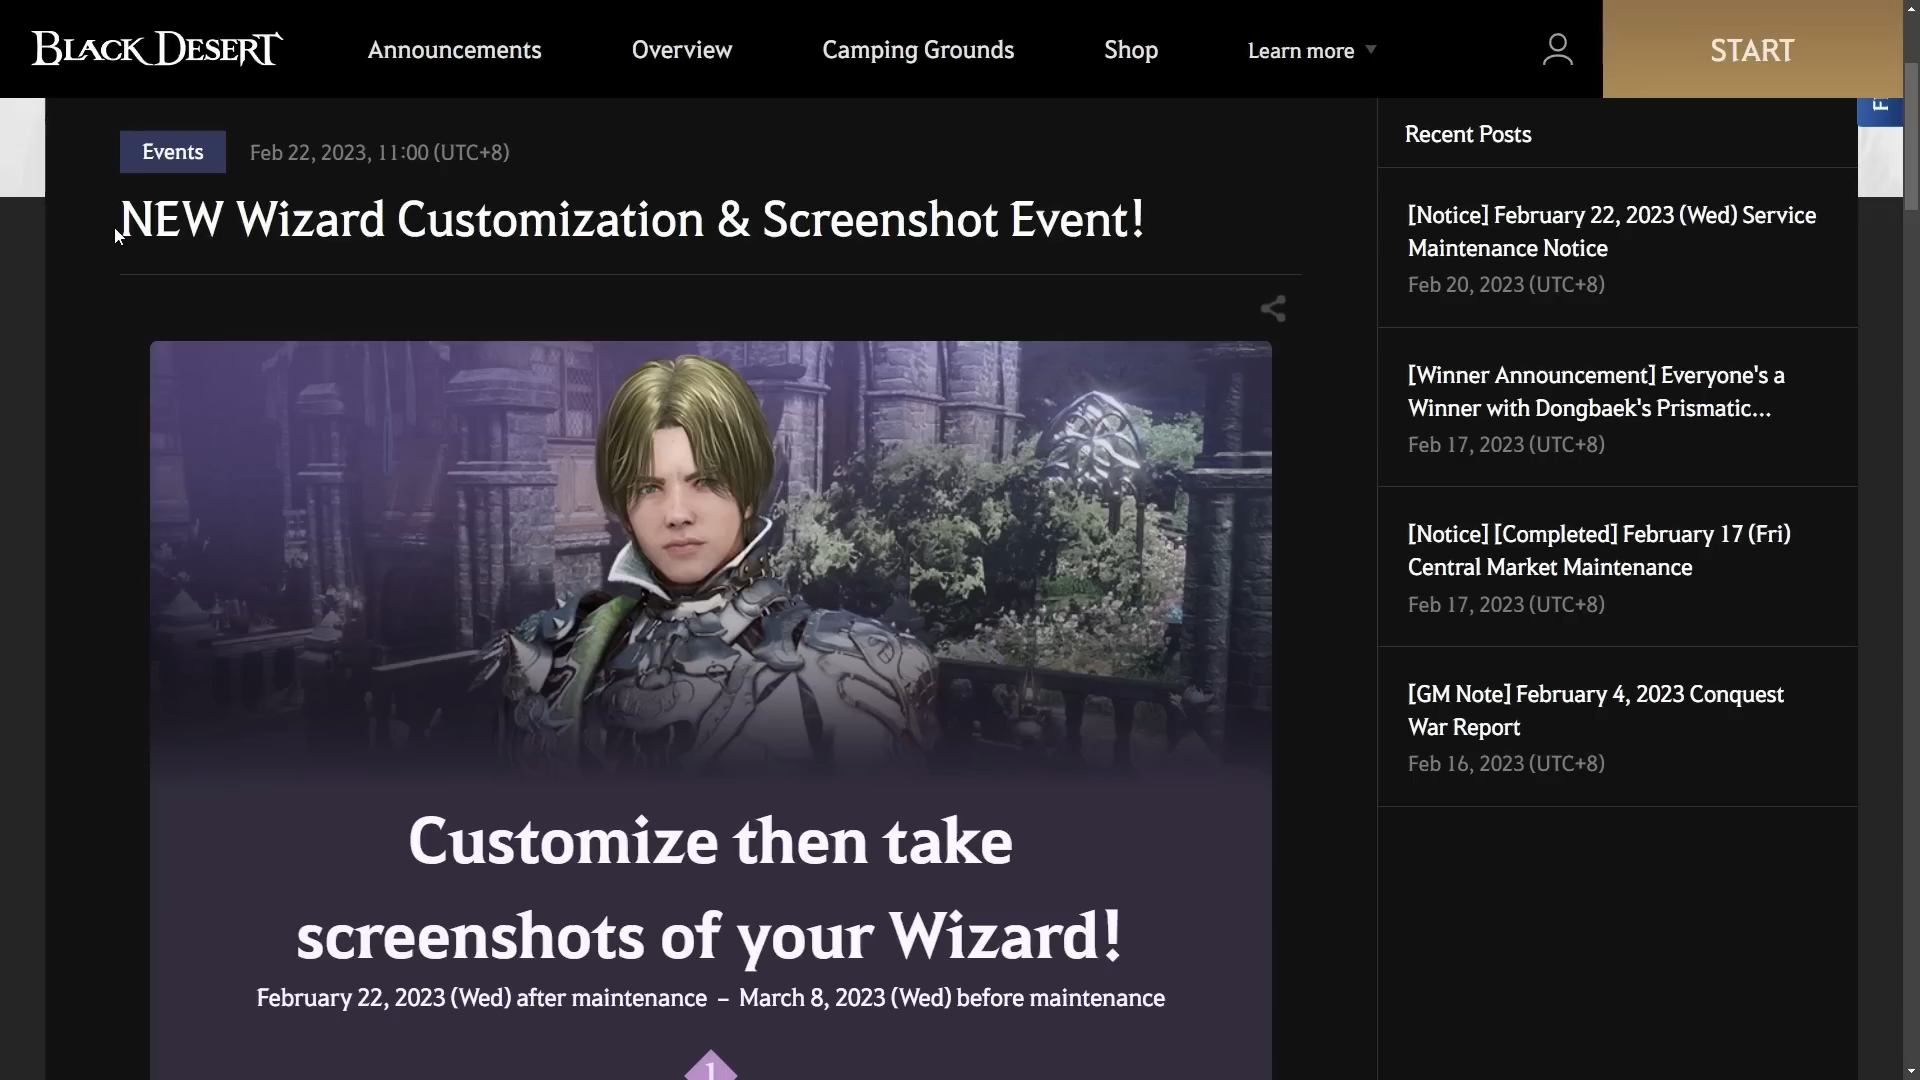 BLACK DESERT
Announcements
Overview
Camping Grounds
Shop
Learn more
START
Events
Feb 22, 2023, 11:00 (UTC+8)
NEW Wizard Customization & Screenshot Event!
Customize then take
screenshots of your Wizard!
February 22, 2023 (Wed) after maintenance – March 8, 2023 (Wed) before maintenance
1
Recent Posts
[Notice] February 22, 2023 (Wed) Service
Maintenance Notice
Feb 20, 2023 (UTC+8)
[Winner Announcement] Everyone's a
Winner with Dongbaek's Prismatic...
Feb 17, 2023 (UTC+8)
[Notice] [Completed] February 17 (Fri)
Central Market Maintenance
Feb 17, 2023 (UTC+8)
[GM Note] February 4, 2023 Conquest
War Report
Feb 16, 2023 (UTC+8)